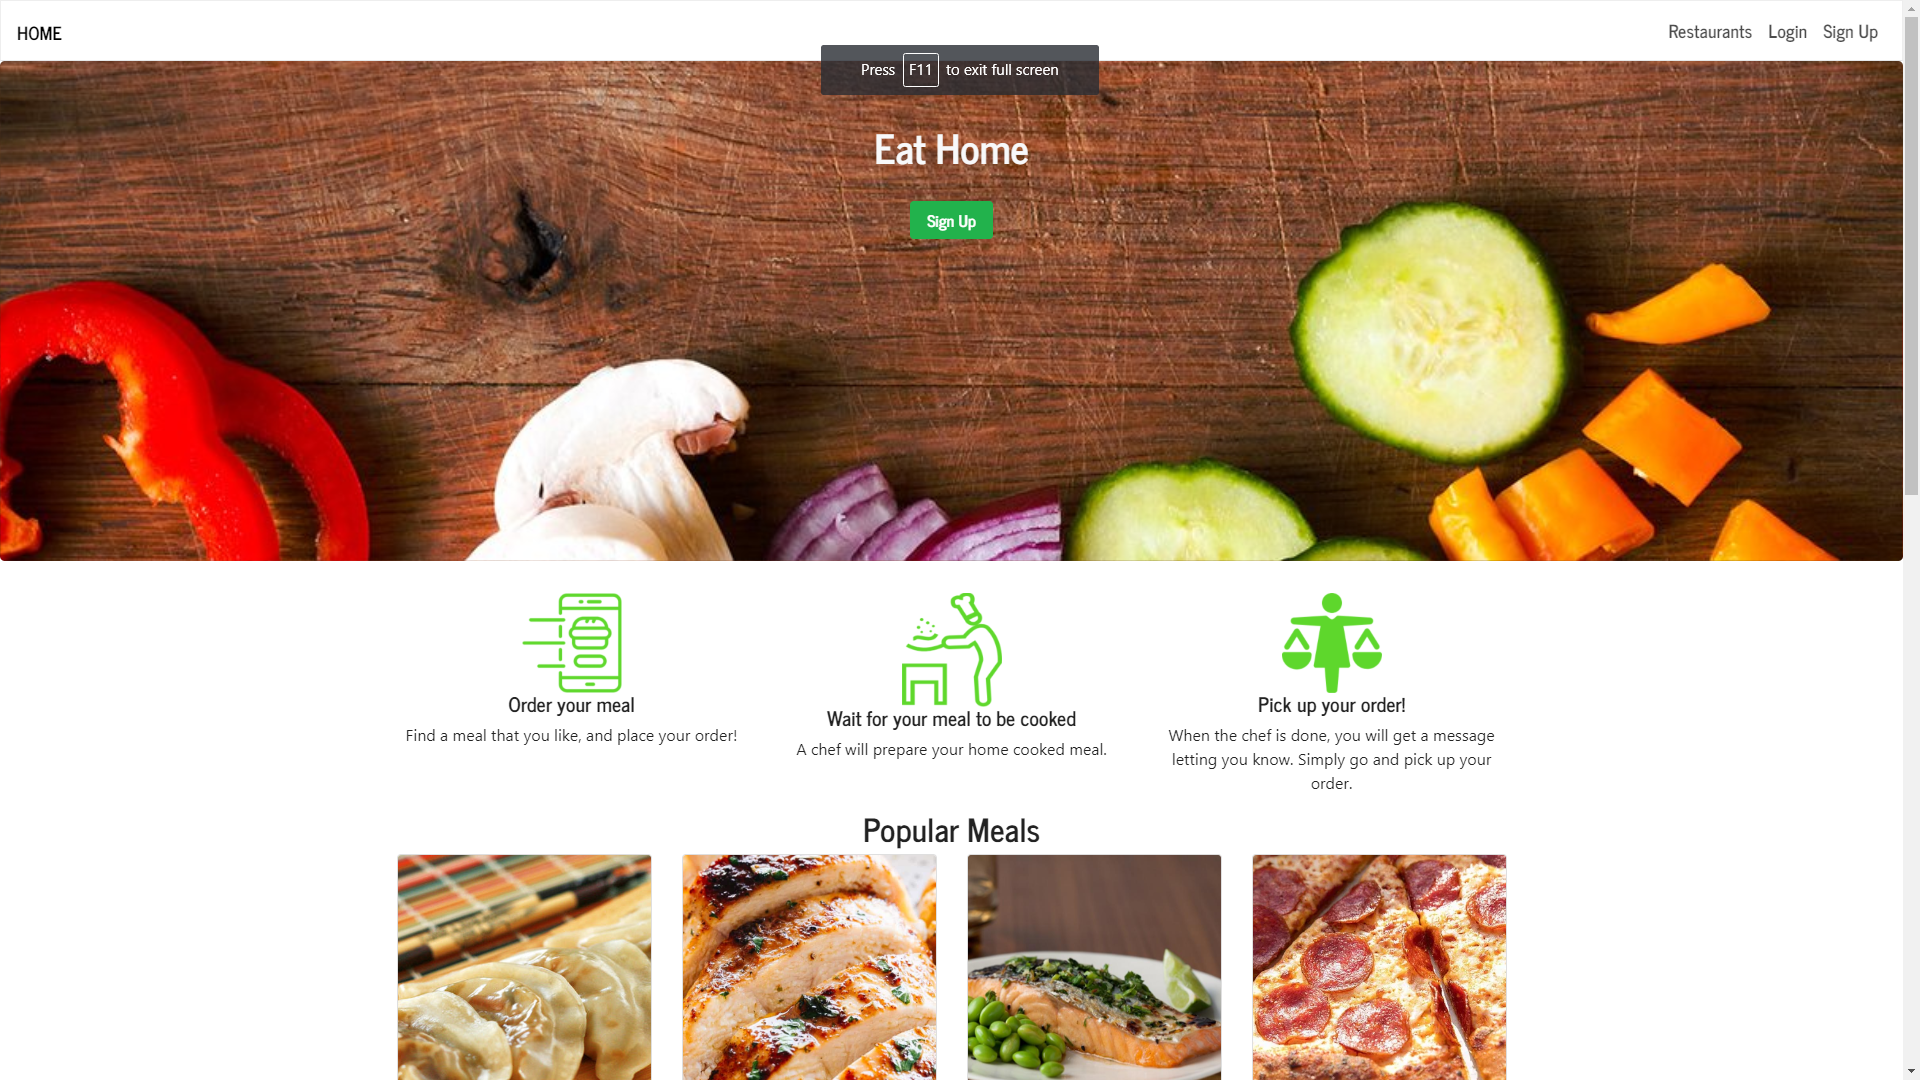 HOME
Restaurants Login Sign Up
Press F11 to exit full screen
Eat Home
Sign Up
Order your meal
Find a meal that you like, and place your order!
Wait for your meal to be cooked
A chef will prepare your home cooked meal.
Pick up your order!
When the chef is done, you will get a message
letting you know. Simply go and pick up your
order.
Popular Meals